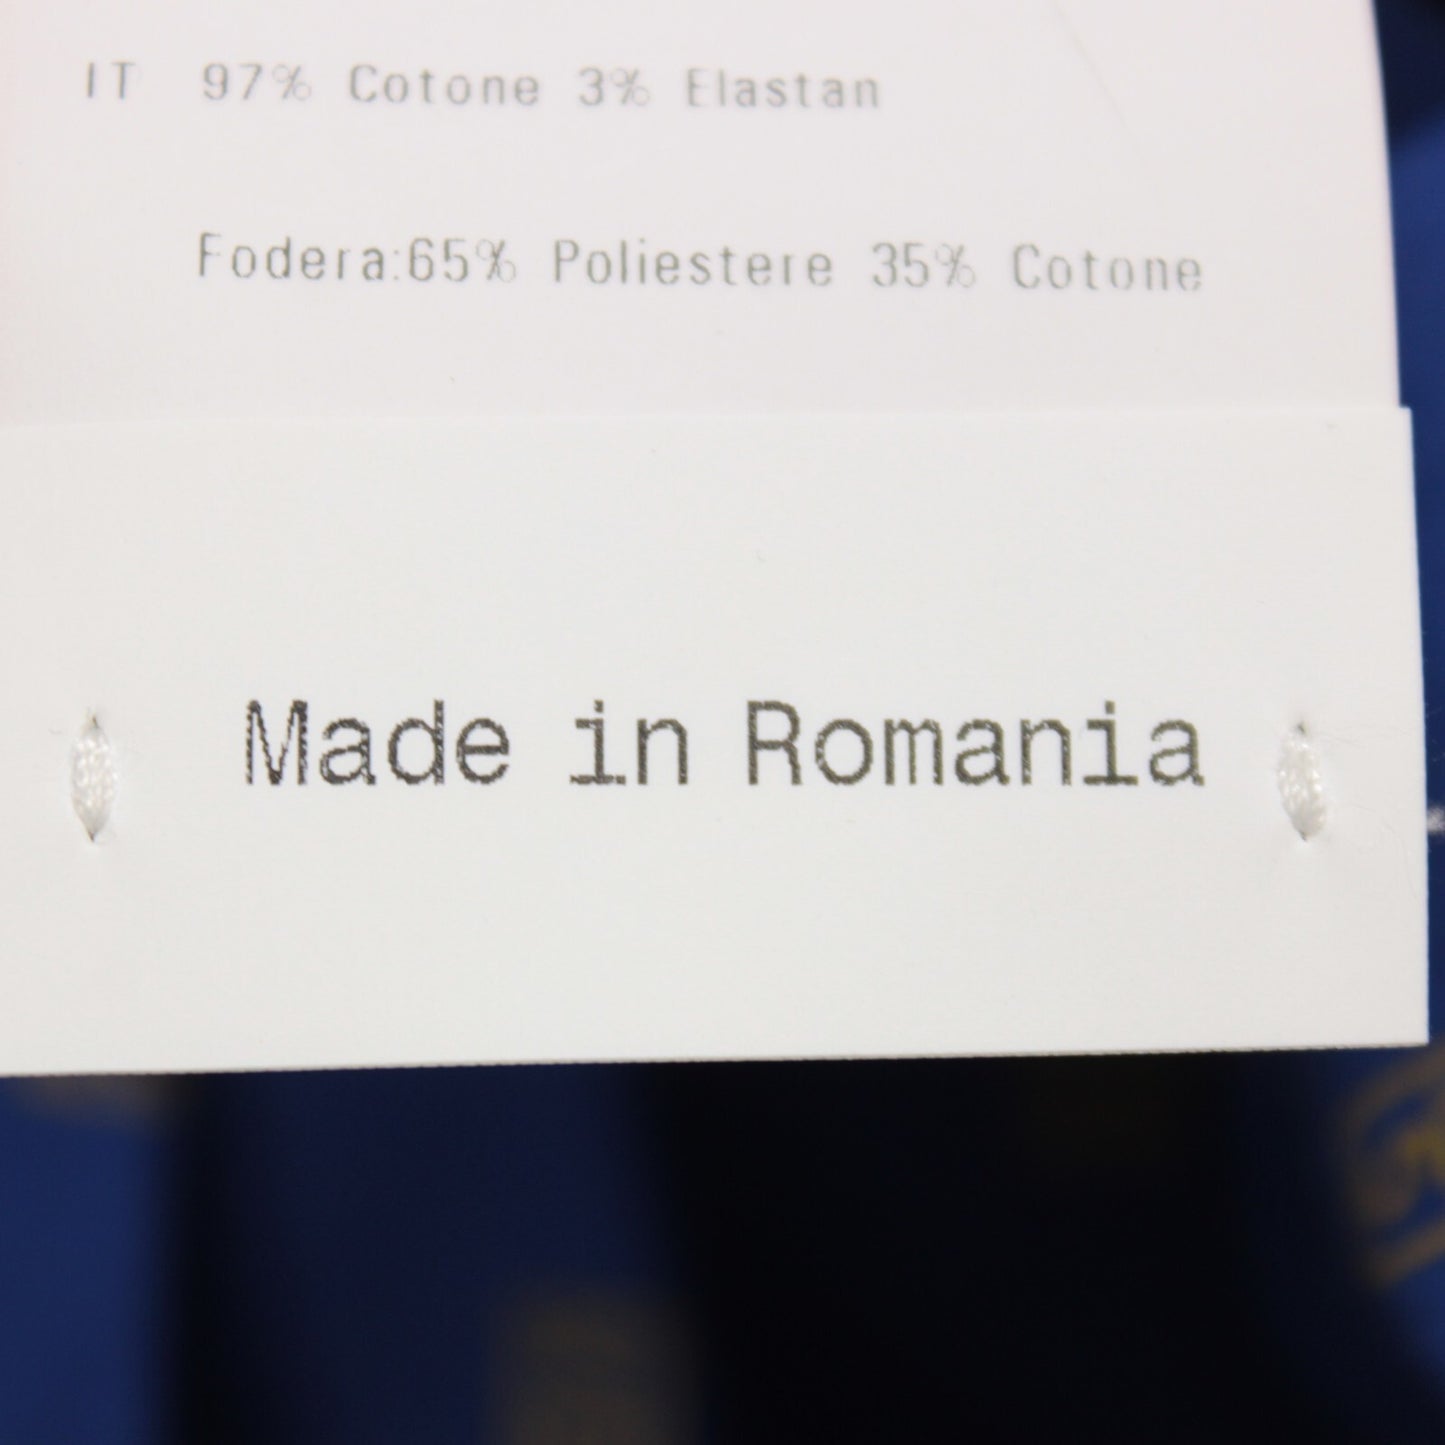 IT 97% Cotone 3% Elastan
Fodera:65% Poliestere 35% Cotone
Made in Romania